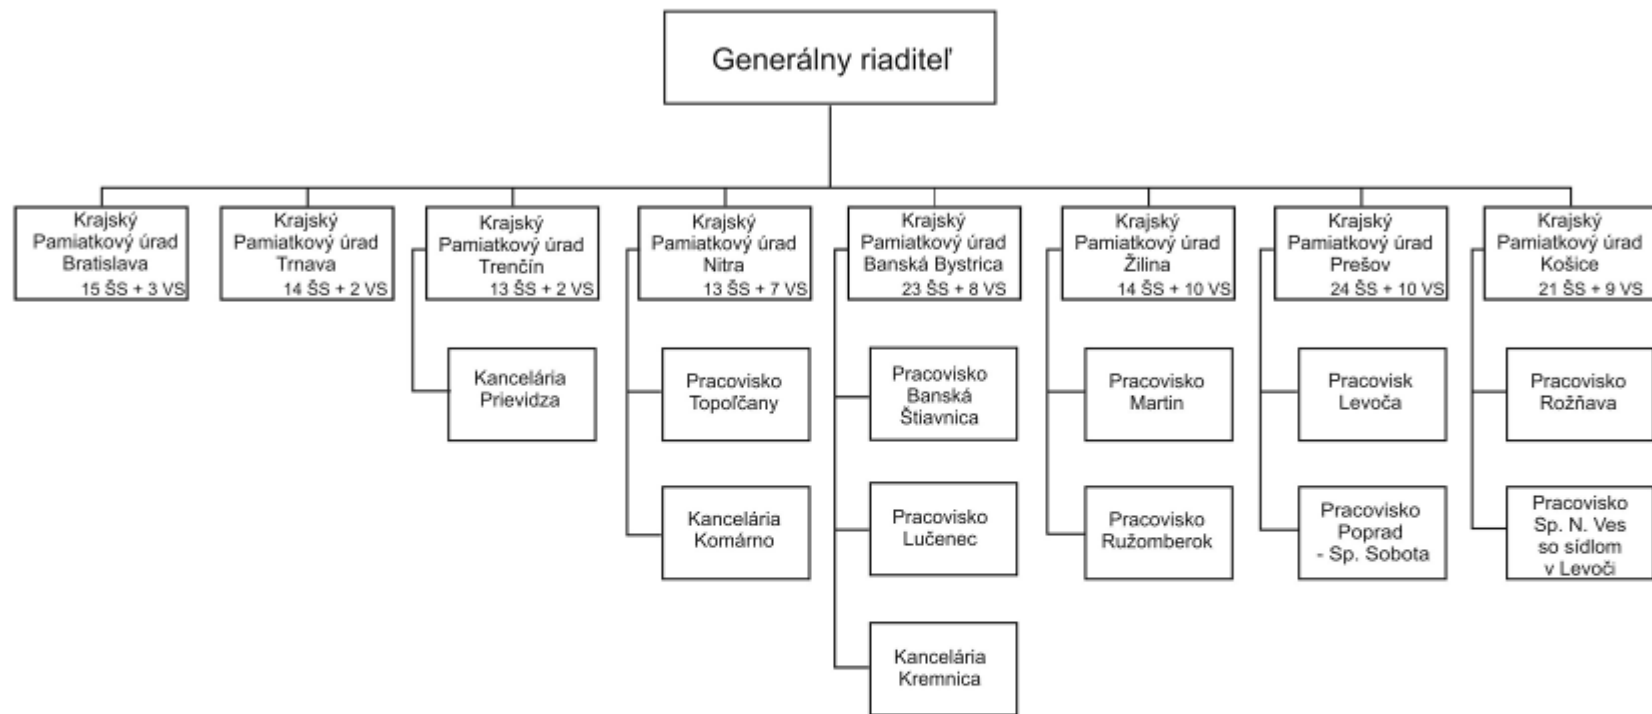 Generálny riaditeľ
Krajský
Pamiatkový úrad
Bratislava
15 ŠS + 3 VS
Krajský
Pamiatkový úrad
Trnava
14 ŠS + 2 VS
Krajský
Pamiatkový úrad
Trenčín
13 ŠS + 2 VS
Krajský
Pamiatkový úrad
Nitra
13 ŠS + 7 VS
Krajský
Pamiatkový úrad
Banská Bystrica
23 ŠS + 8 VS
Krajský
Pamiatkový úrad
Žilina
14 ŠS + 10 VS
Krajský
Pamiatkový úrad
Prešov
24 ŠS + 10 VS
Krajský
Pamiatkový úrad
Košice
21 ŠS + 9 VS
Kancelária
Prievidza
Pracovisko
Topoľčany
Pracovisko
Banská
Štiavnica
Pracovisko
Martin
Pracovisk
Levoča
Pracovisko
Rožňava
Kancelária
Komárno
Pracovisko
Lučenec
Pracovisko
Ružomberok
Pracovisko
Poprad
- Sp. Sobota
Pracovisko
Sp. N. Ves
so sídlom
v Levoči
Kancelária
Kremnica